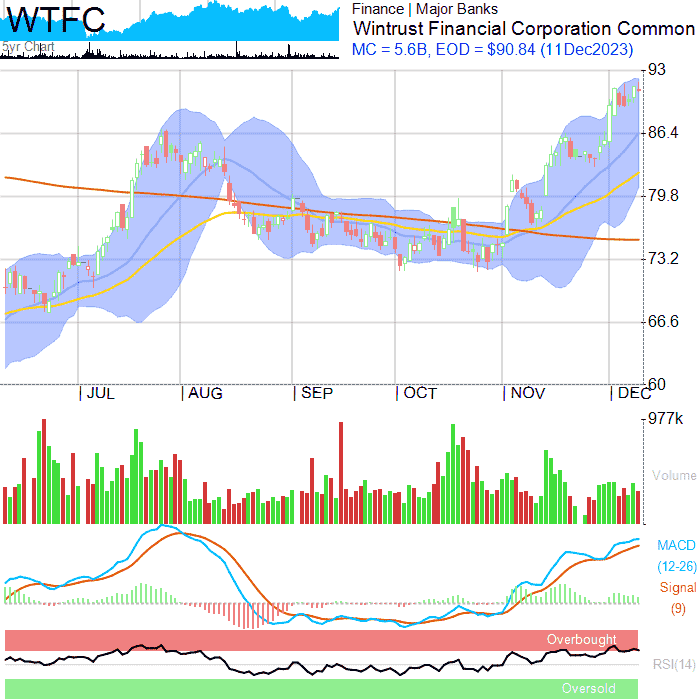 WTFC
5yr Chart
Finance | Major Banks
Wintrust Financial Corporation Common
MC = 5.6B, EOD = $90.84 (11Dec2023)
93
86.4
79.8
73.2
66.6
60
| JUL | AUG | SEP | OCT | NOV | DEC
977k
Volume
MACD
(12-26)
Signal
(9)
Overbought
RSI(14)
Oversold